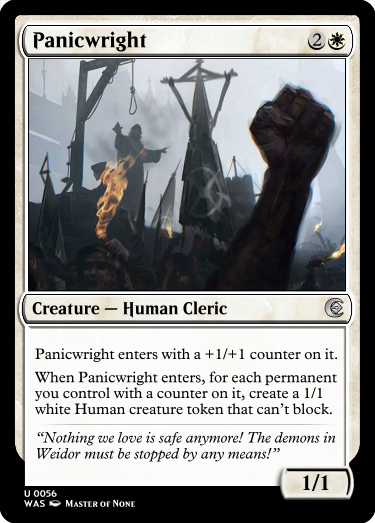 Panicwright 2
Creature — Human Cleric
Panicwright enters with a +1/+1 counter on it.
When Panicwright enters, for each permanent
you control with a counter on it, create a 1/1
white Human creature token that can't block.
“Nothing we love is safe anymore! The demons in
Weidor must be stopped by any means!”
1/1
U 0056
WAS Master of None